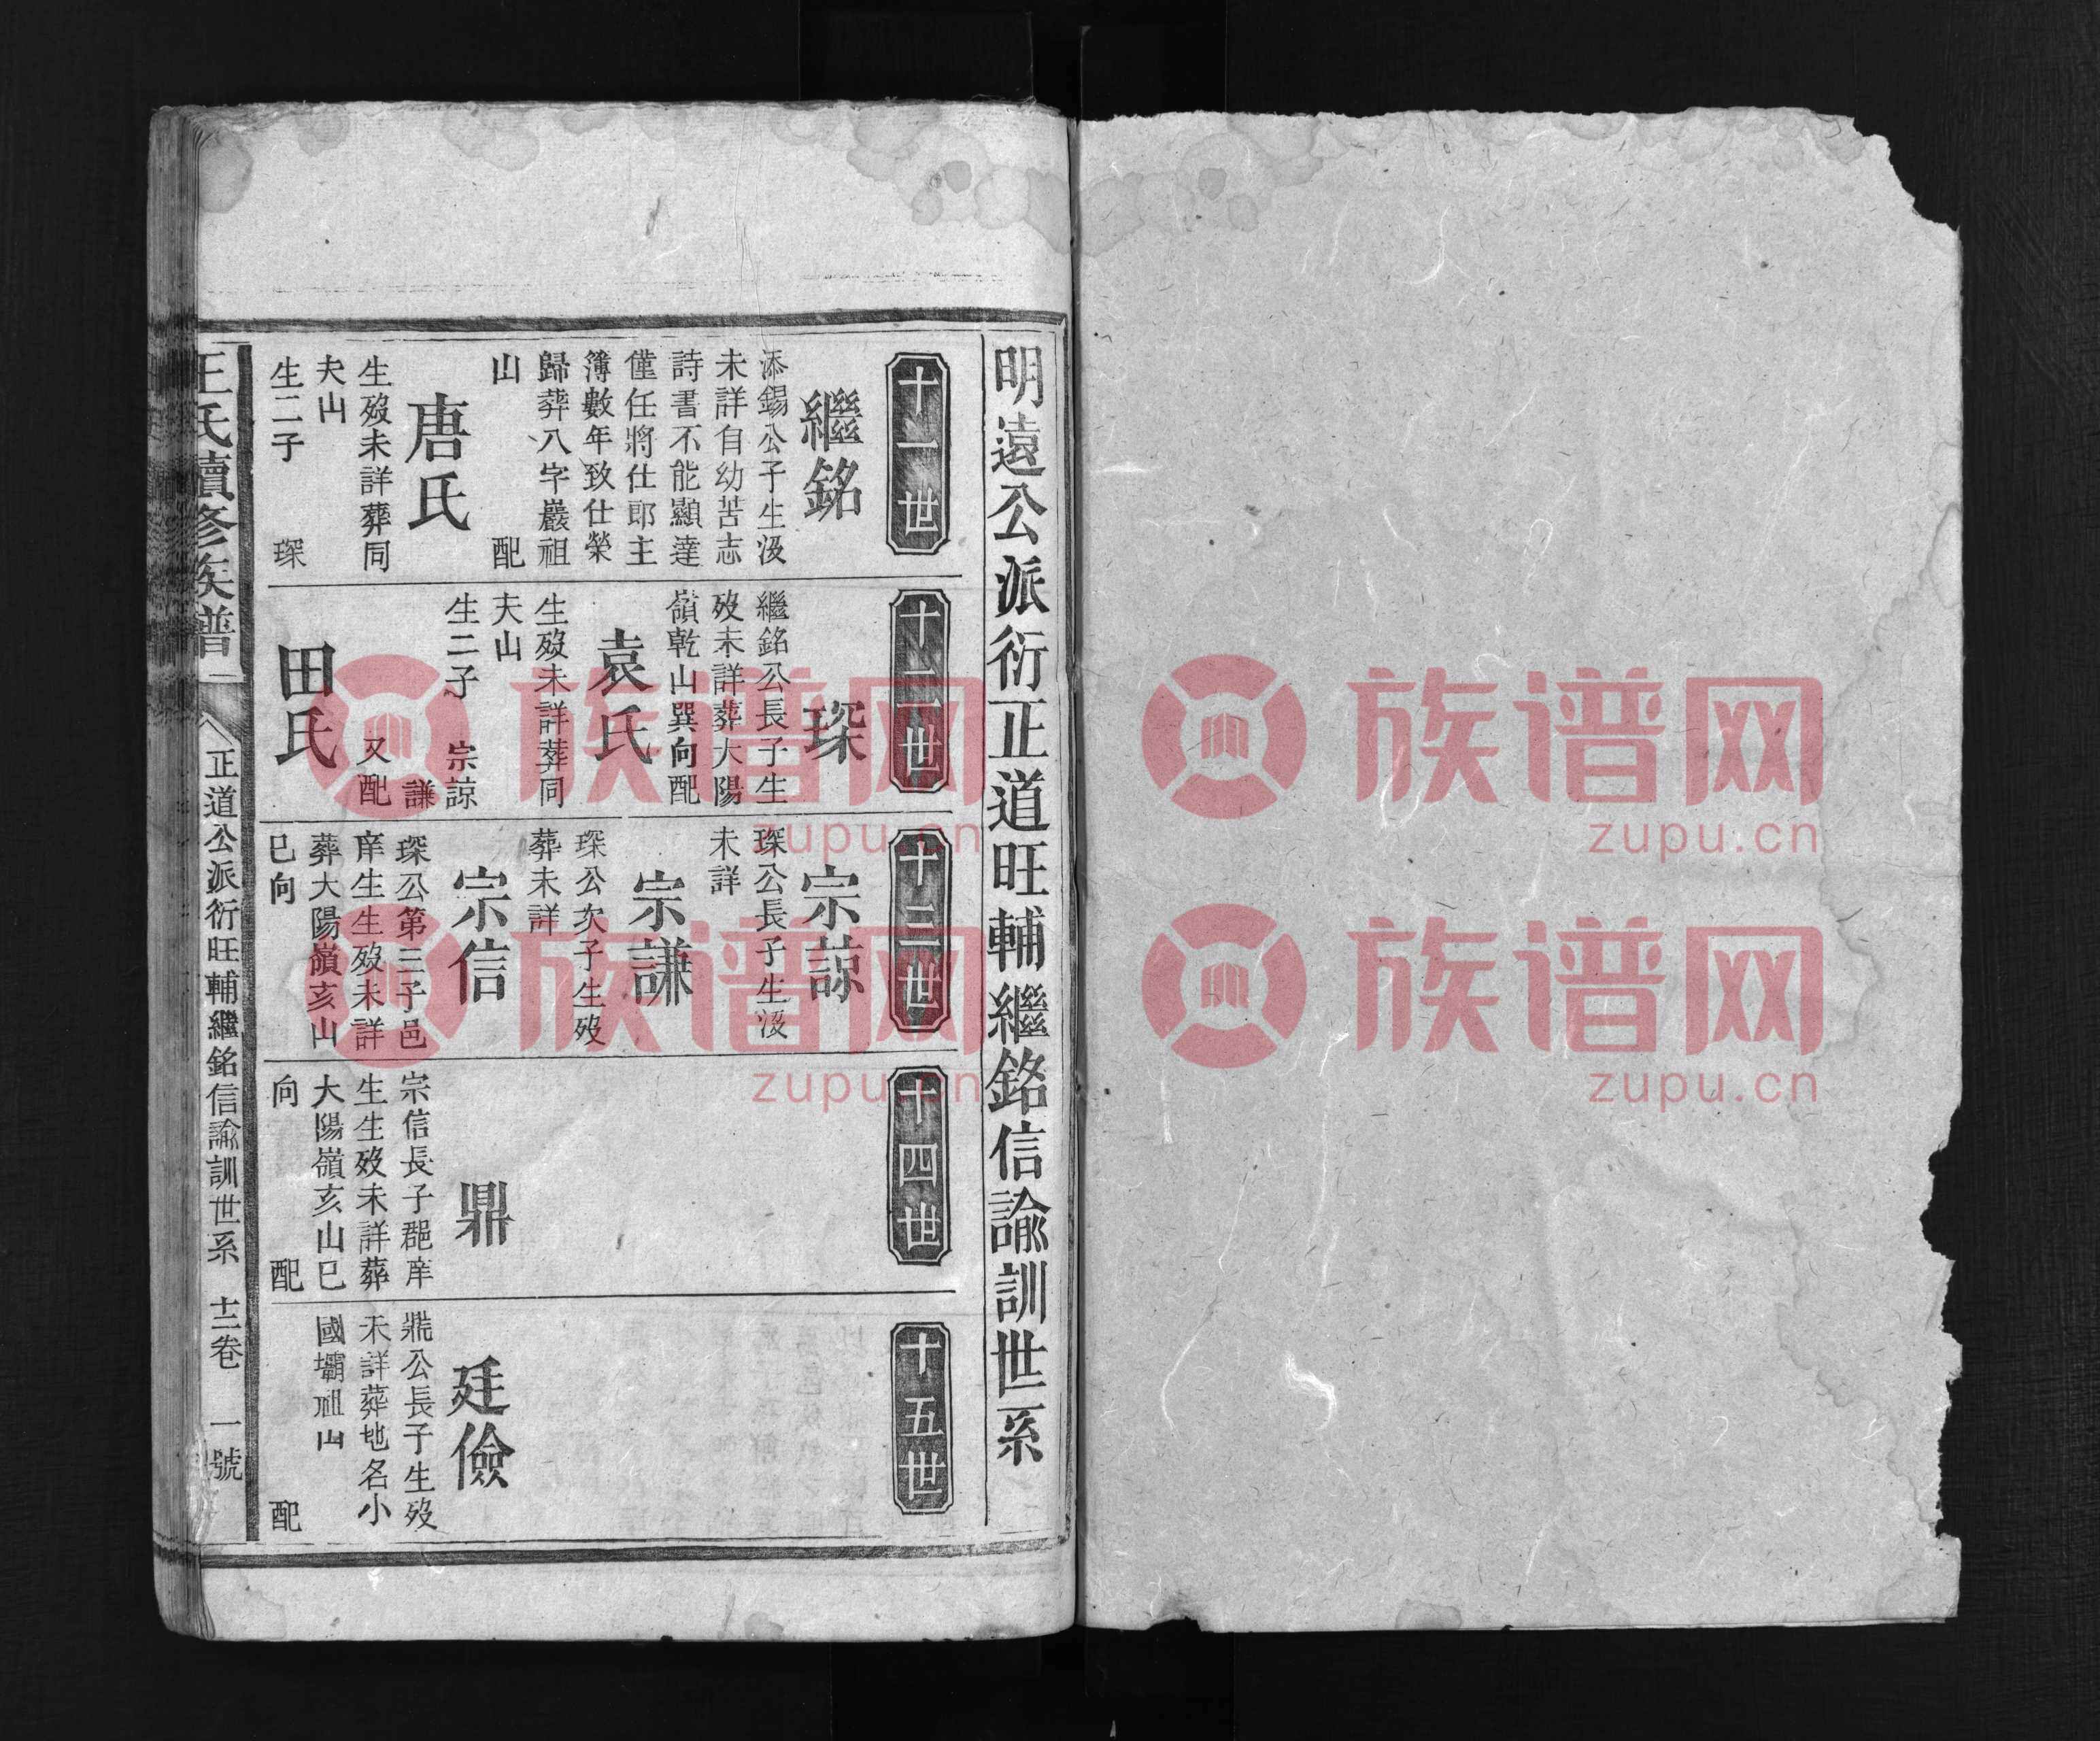 明遠公派衍正道旺輔繼銘信諭訓世系
十一世
繼銘
添錫公子生歿
未詳自幼苦志
詩書不能顯達
僅任將仕郎主
簿數年致仕榮
歸葬八字巖祖
山 配
唐氏
生歿未詳葬同
夫山
生二子 琛
十二世
琛
繼銘公長子生
歿未詳葬大陽
嶺乾山巽向配
袁氏
生歿未詳葬同
夫山
生二子 宗諒
謙
又配
田氏
十三世
宗諒
琛公長子生歿
未詳
宗謙
琛公次子生歿
葬未詳
宗信
琛公第三子邑
庠生生歿未詳
葬大陽嶺亥山
巳向
十四世
鼎
宗信長子郡庠
生生歿未詳葬
大陽嶺亥山巳
向 配
十五世
廷儉
鼎公長子生歿
未詳葬地名小
國壩祖山
配
王氏續修族譜
正道公派衍旺輔繼銘信諭訓世系 十二卷 一號
族谱网
zupu.cn
族谱网
zupu.cn
族谱网
zupu.cn
族谱网
zupu.cn